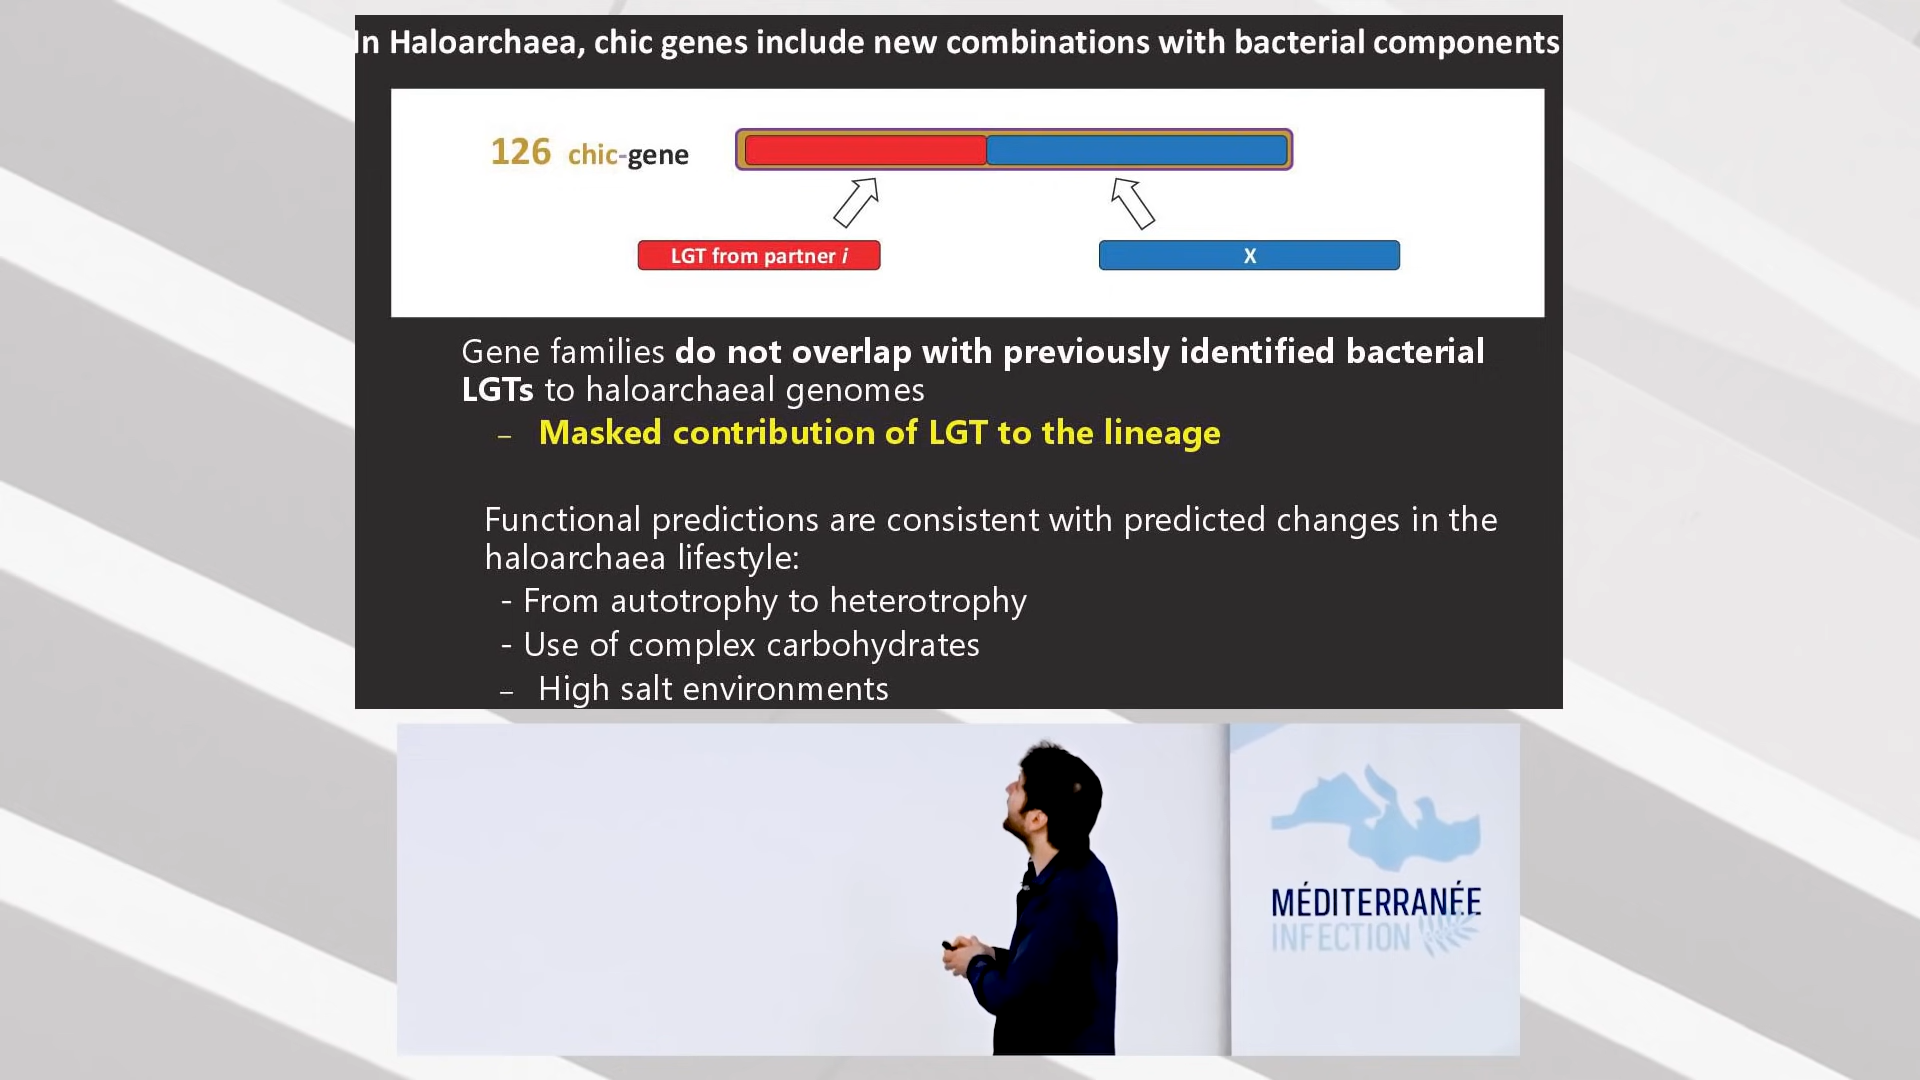 In Haloarchaea, chic genes include new combinations with bacterial components
126 chic-gene
LGT from partner i
X
Gene families do not overlap with previously identified bacterial
LGTs to haloarchaeal genomes
– Masked contribution of LGT to the lineage
Functional predictions are consistent with predicted changes in the
haloarchaea lifestyle:
- From autotrophy to heterotrophy
- Use of complex carbohydrates
– High salt environments
MÉDITERRANÉE
INFECTION